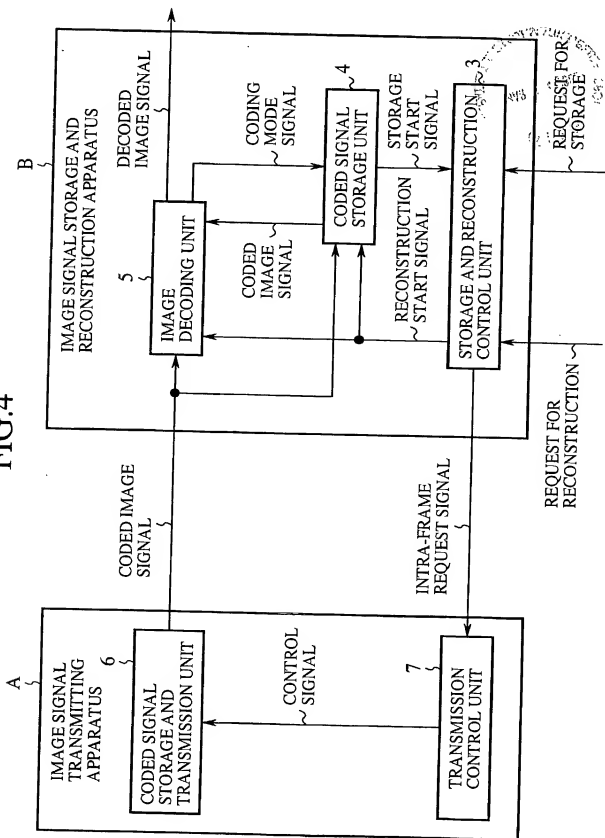 FIG.4
A
IMAGE SIGNAL
TRANSMITTING
APPARATUS
6
CODED SIGNAL
STORAGE AND
TRANSMISSION UNIT
CONTROL
SIGNAL
7
TRANSMISSION
CONTROL UNIT
CODED IMAGE
SIGNAL
INTRA-FRAME
REQUEST SIGNAL
B
IMAGE SIGNAL STORAGE AND
RECONSTRUCTION APPARATUS
DECODED
IMAGE SIGNAL
5
IMAGE
DECODING UNIT
CODING
MODE
SIGNAL
CODED
IMAGE
SIGNAL
4
CODED SIGNAL
STORAGE UNIT
RECONSTRUCTION
START SIGNAL
STORAGE
START
SIGNAL
3
STORAGE AND RECONSTRUCTION
CONTROL UNIT
REQUEST FOR
RECONSTRUCTION
REQUEST FOR
STORAGE